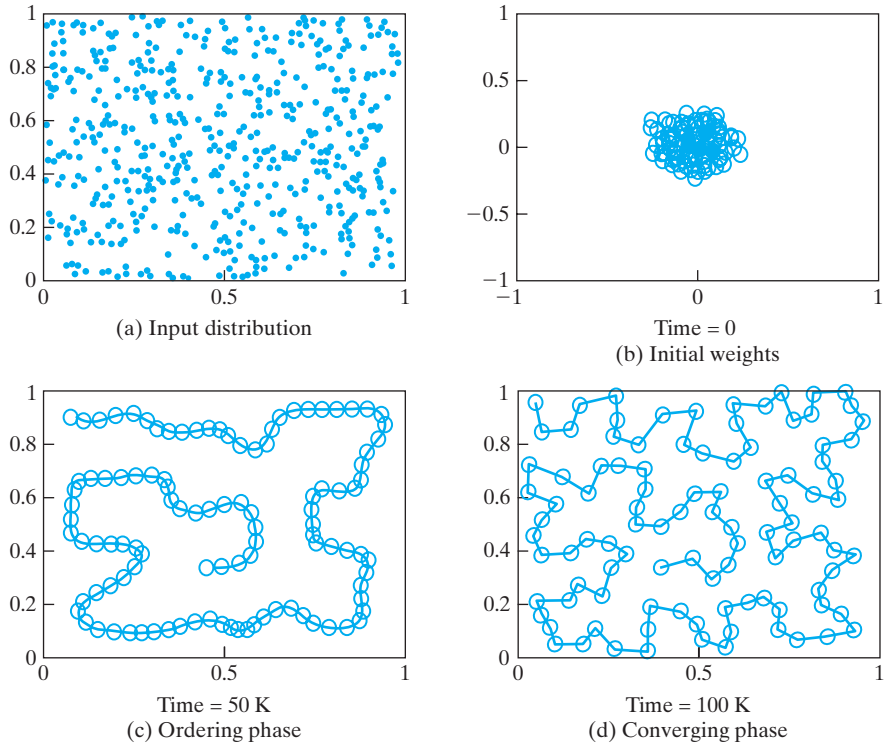 1
0.8
0.6
0.4
0.2
0
0 0.5 1
(a) Input distribution
1
0.5
0
−0.5
−1
−1 0 1
Time = 0
(b) Initial weights
1
0.8
0.6
0.4
0.2
0
0 0.5 1
Time = 50 K
(c) Ordering phase
1
0.8
0.6
0.4
0.2
0
0 0.5 1
Time = 100 K
(d) Converging phase